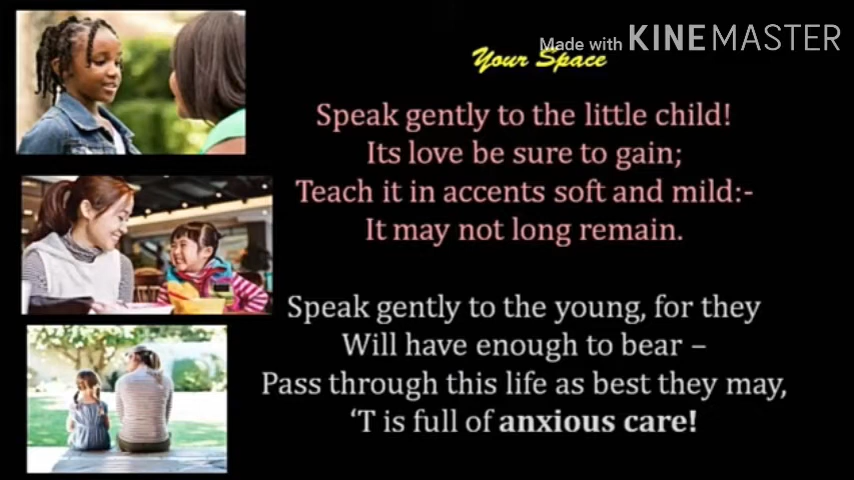 Made with KINEMASTER
Your Space
Speak gently to the little child!
Its love be sure to gain;
Teach it in accents soft and mild:-
It may not long remain.
Speak gently to the young, for they
Will have enough to bear –
Pass through this life as best they may,
‘T is full of anxious care!